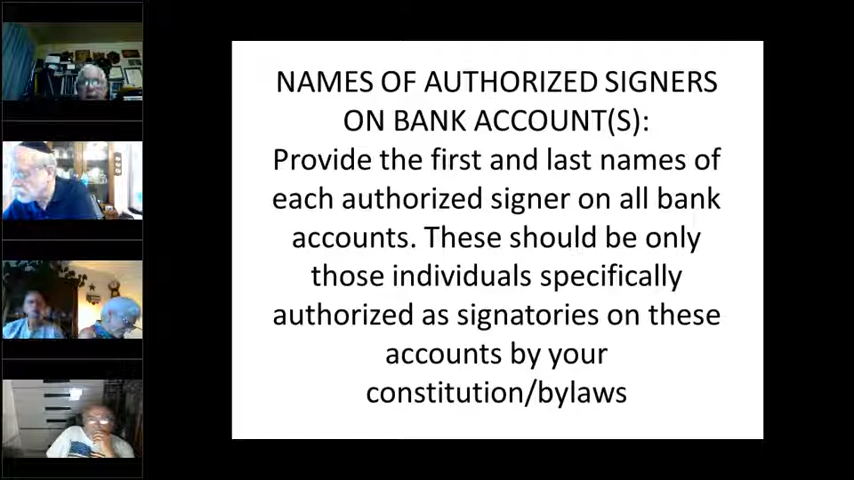 NAMES OF AUTHORIZED SIGNERS
ON BANK ACCOUNT(S):
Provide the first and last names of
each authorized signer on all bank
accounts. These should be only
those individuals specifically
authorized as signatories on these
accounts by your
constitution/bylaws